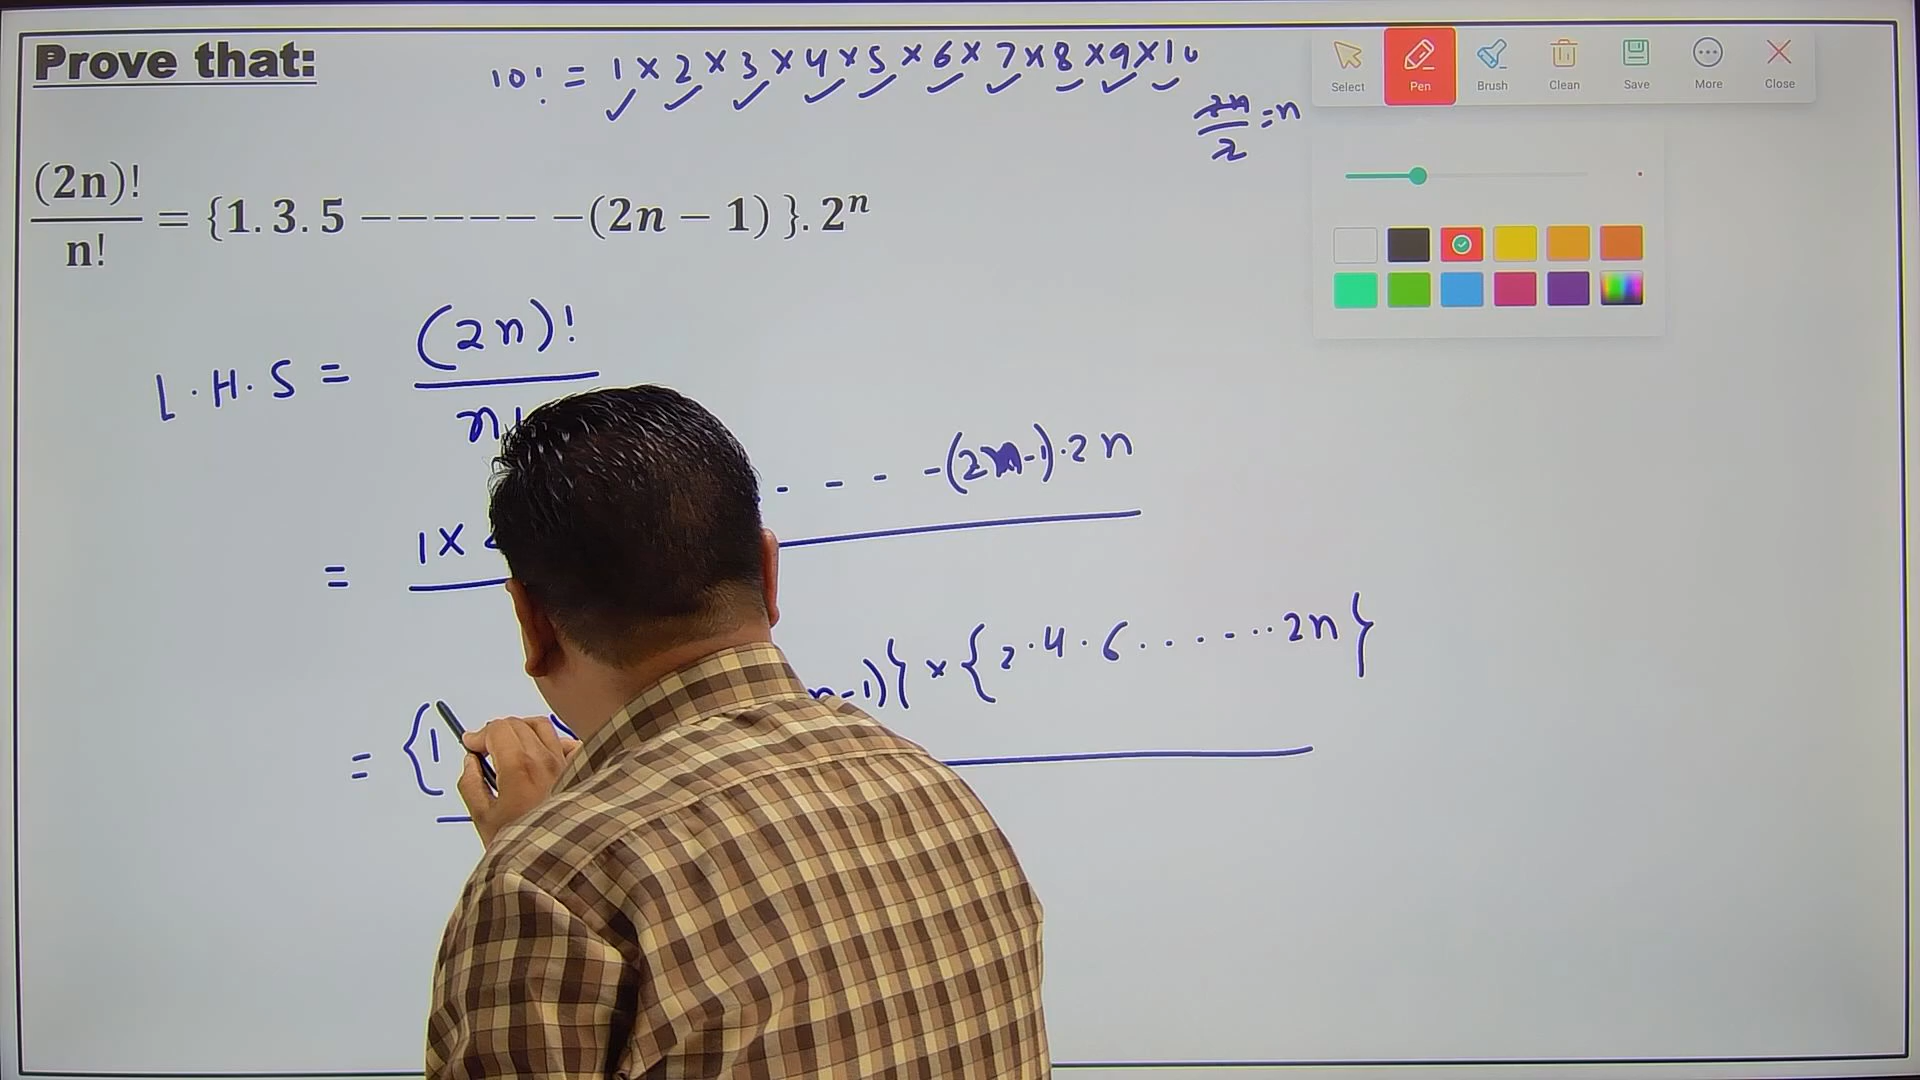 Prove that:
10! = 1 × 2 × 3 × 4 × 5 × 6 × 7 × 8 × 9 × 10
2n/2 = n
(2n)!/n! = {1. 3. 5 − − − − − − −(2n − 1) }. 2ⁿ
L.H.S = (2n)!/n!
= 1 × . - - - -(2n-1).2n
= {1 n-1)} × {2.4.6. . . - . . . 2n}
Select
Pen
Brush
Clean
Save
More
Close